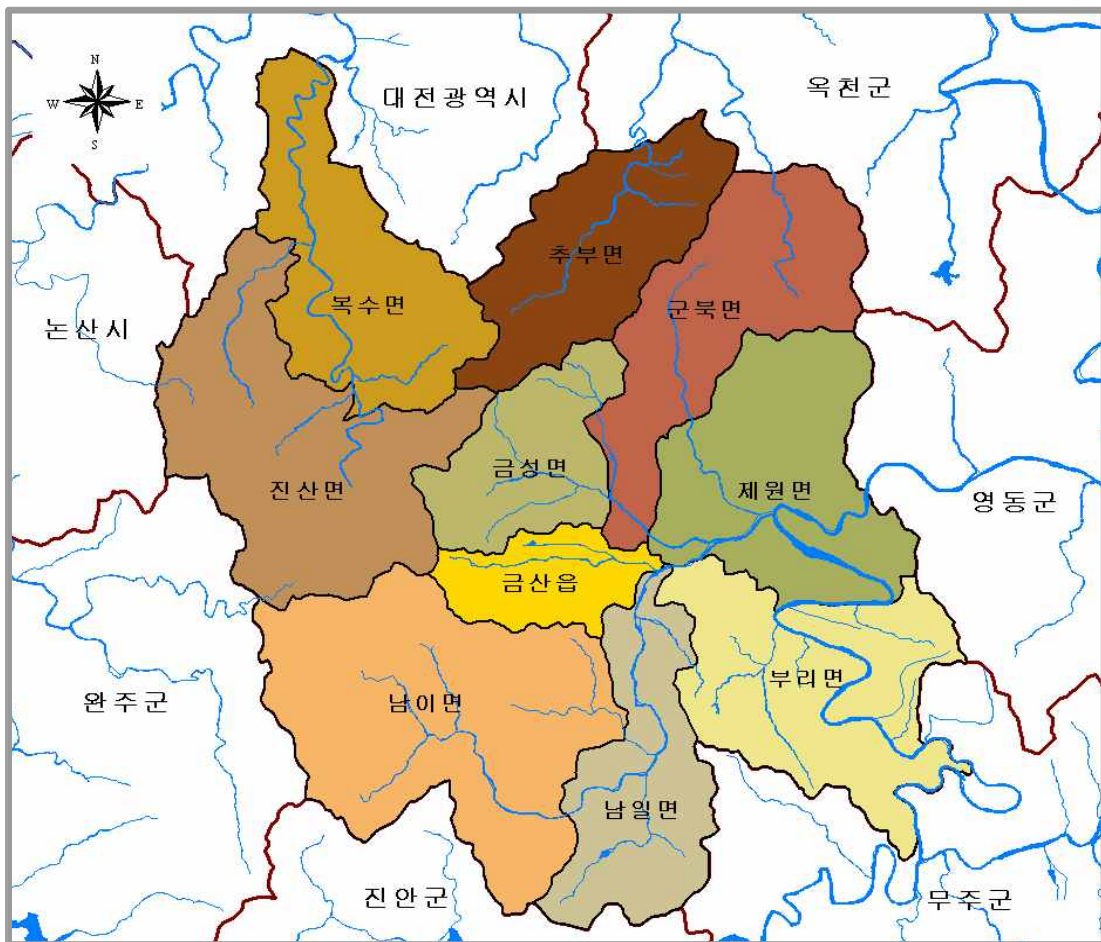 N
W E
S
대전광역시
옥천군
추부면
복수면
군북면
논산시
금성면
진산면
제원면
영동군
금산읍
부리면
완주군
남이면
남일면
진안군
무주군